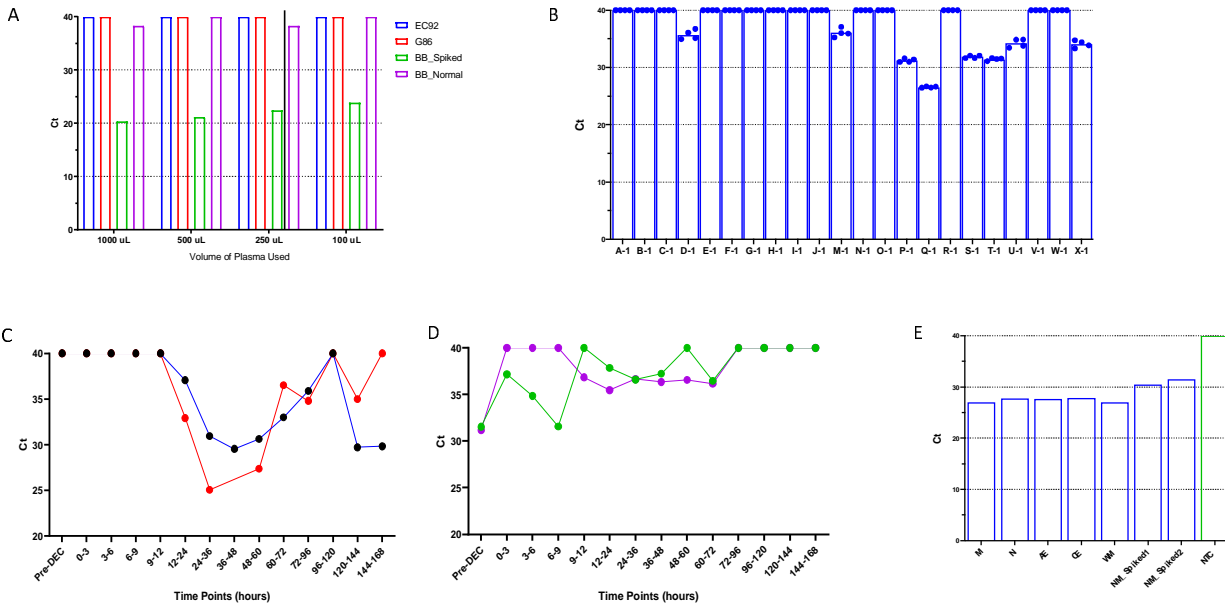 A
Ct
40
30
20
10
0
1000 uL 500 uL 250 uL 100 uL
Volume of Plasma Used
EC92
G86
BB_Spiked
BB_Normal
B
Ct
40
30
20
10
0
A-1 B-1 C-1 D-1 E-1 F-1 G-1 H-1 I-1 J-1 M-1 N-1 O-1 P-1 Q-1 R-1 S-1 T-1 U-1 V-1 W-1 X-1
C
Ct
40
35
30
25
20
Pre-DEC 0-3 3-6 6-9 9-12 12-24 24-36 36-48 48-60 60-72 72-96 96-120 120-144 144-168
Time Points (hours)
D
Ct
40
35
30
25
20
Pre-DEC 0-3 3-6 6-9 9-12 12-24 24-36 36-48 48-60 60-72 72-96 96-120 120-144 144-168
Time Points (hours)
E
Ct
40
30
20
10
0
M N Æ Œ WM NM_Spiked1 NM_Spiked2 NTC